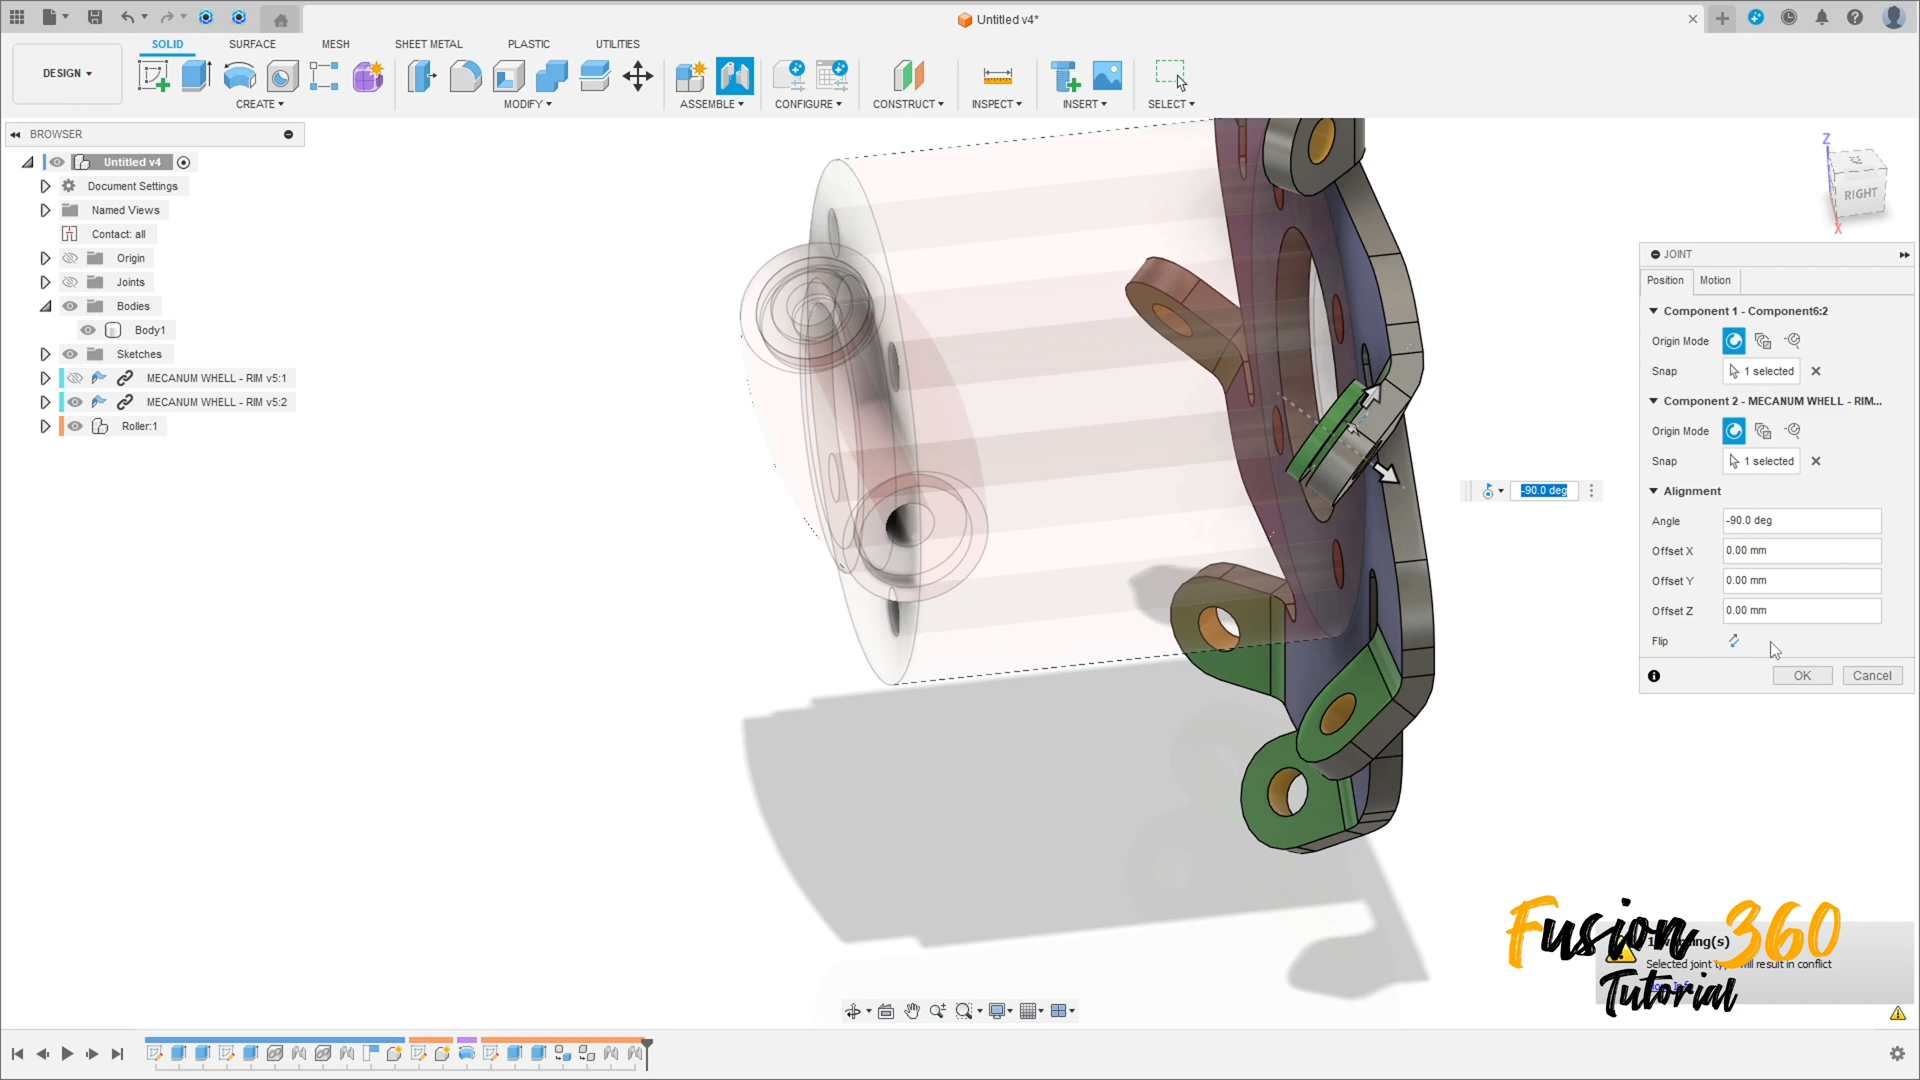 Untitled v4*
SOLID
SURFACE
MESH
SHEET METAL
PLASTIC
UTILITIES
DESIGN
CREATE
MODIFY
ASSEMBLE
CONFIGURE
CONSTRUCT
INSPECT
INSERT
SELECT
BROWSER
Untitled v4
Document Settings
Named Views
Contact: all
Origin
Joints
Bodies
Body1
Sketches
MECANUM WHELL - RIM v5:1
MECANUM WHELL - RIM v5:2
Roller:1
Z
RIGHT
X
JOINT
Position
Motion
Component 1 - Component6:2
Origin Mode
Snap
1 selected
Component 2 - MECANUM WHELL - RIM...
Origin Mode
Snap
1 selected
Alignment
Angle
-90.0 deg
Offset X
0.00 mm
Offset Y
0.00 mm
Offset Z
0.00 mm
Flip
OK
Cancel
-90.0 deg
Fusion 360
Tutorial
Selected joint will result in conflict